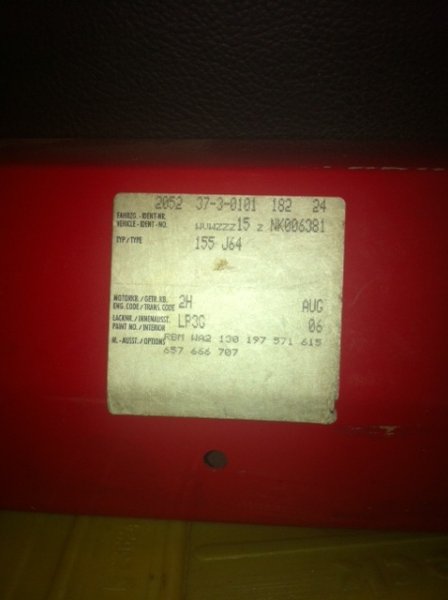 2052 37-3-0101 182 24
FAHRZG.-IDENT-NR.
VEHICLE-IDENT-NO. WVWZZZ15 Z NK006381
TYP/TYPE 155 J64
MOTORKB./GETR.KB. 2H
ENG.CODE/TRANS.CODE AUG
LACKNR./INNENAUSST. LP3G
PAINT NO./INTERIOR 06
M.-AUSST./OPTIONS RBM WA2 130 197 571 615
657 666 707